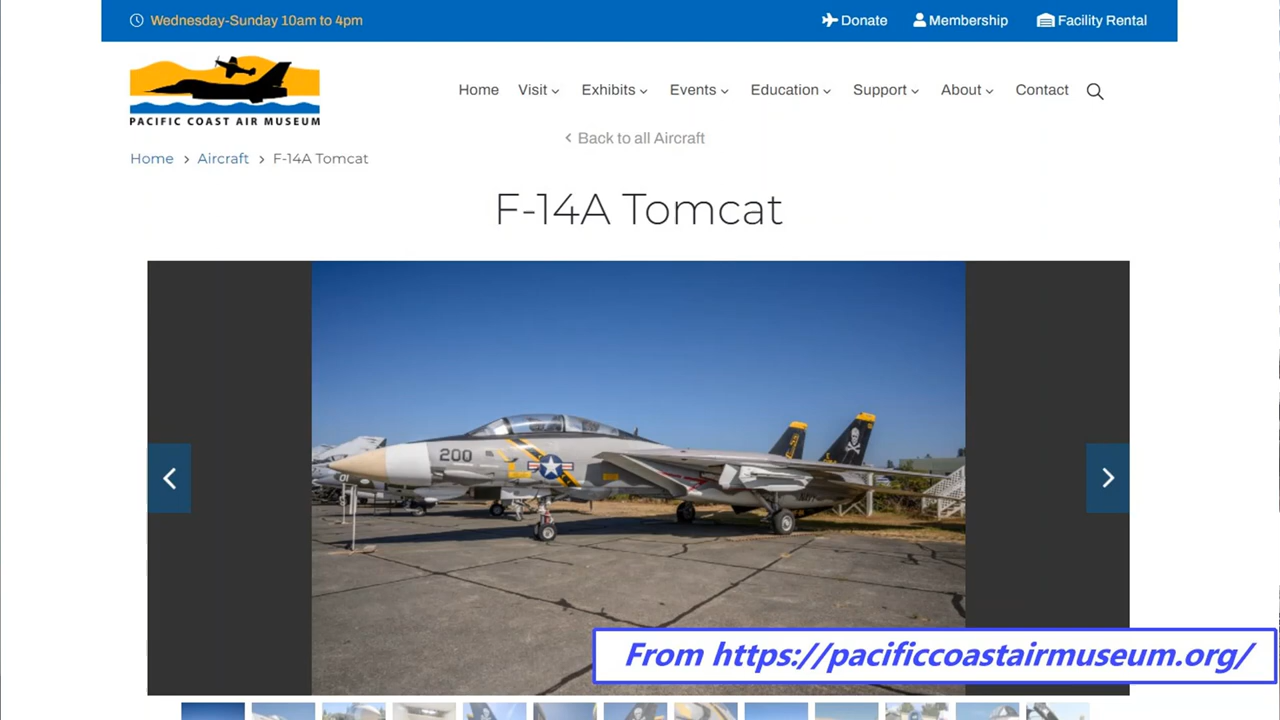 Wednesday-Sunday 10am to 4pm
Donate
Membership
Facility Rental
PACIFIC COAST AIR MUSEUM
Home
Visit
Exhibits
Events
Education
Support
About
Contact
Back to all Aircraft
Home > Aircraft > F-14A Tomcat
F-14A Tomcat
200
From https://pacificcoastairmuseum.org/